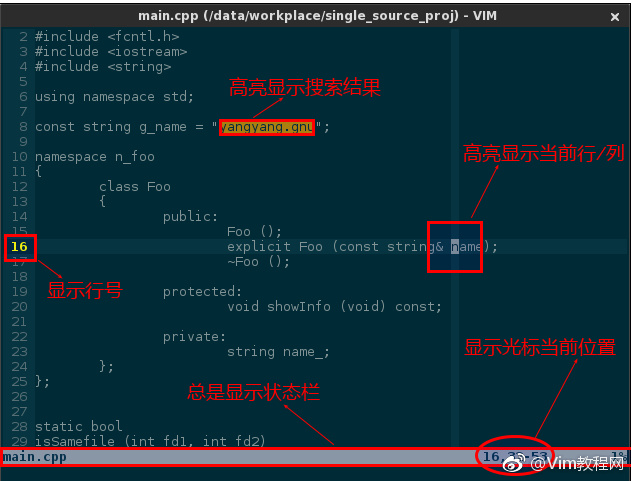 main.cpp (/data/workplace/single_source_proj) - VIM
2 #include <fcntl.h>
3 #include <iostream>
4 #include <string>
5
6 using namespace std;
高亮显示搜索结果
7
8 const string g_name = "yangyang.gnu";
9
高亮显示当前行/列
10 namespace n_foo
11 {
12 class Foo
13 {
14 public:
15 Foo ();
16 explicit Foo (const string& name);
17 ~Foo ();
18
显示行号
19 protected:
20 void showInfo (void) const;
21
22 private:
23 string name_;
显示光标当前位置
24 };
25 };
总是显示状态栏
26
27
28 static bool
29 isSamefile (int fd1, int fd2)
main.cpp
1%
@Vim教程网